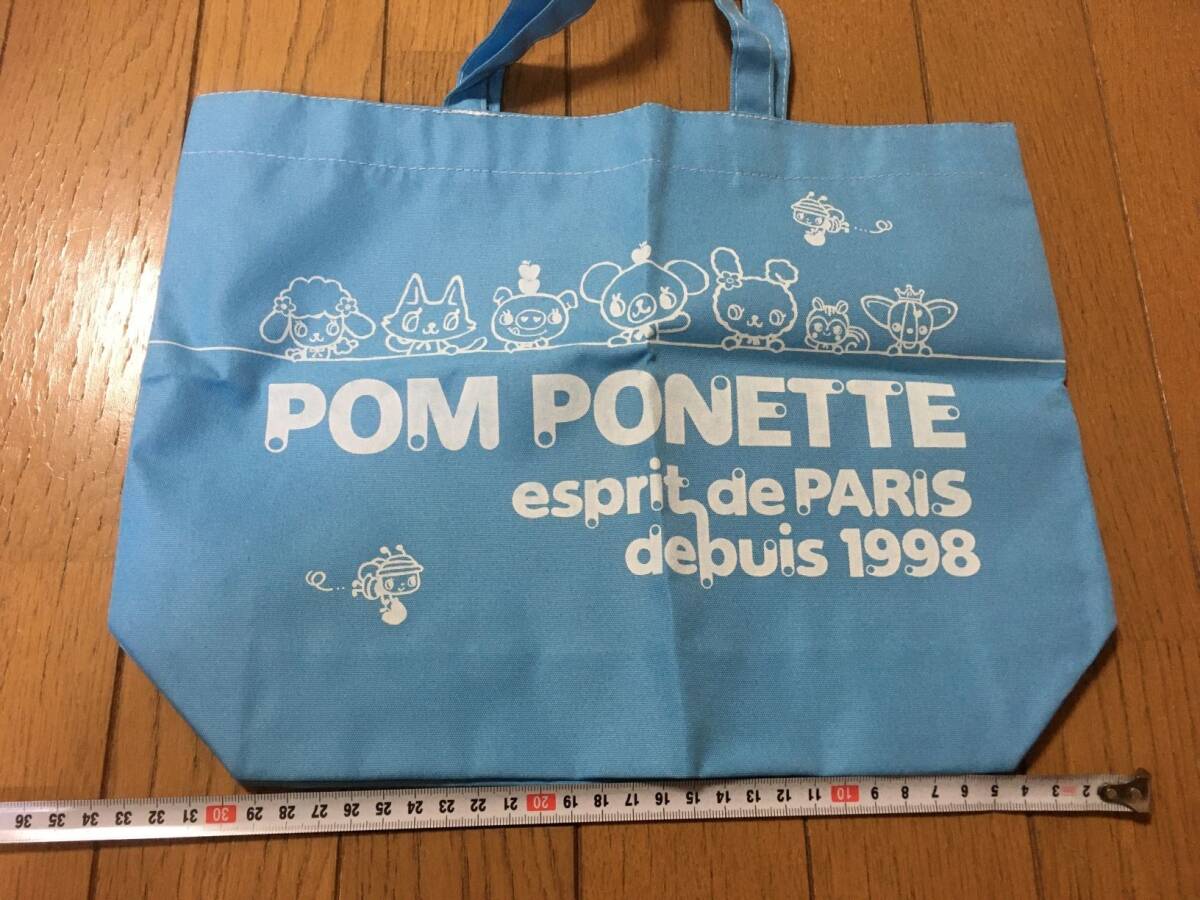 POM PONETTE
esprit de PARIS
depuis 1998
36 35 34 33 32 31 30 29 28 27 26 25 24 23 22 21 20 19 18 17 16 15 14 13 12 11 10 9 8 7 6 5 4 3 2